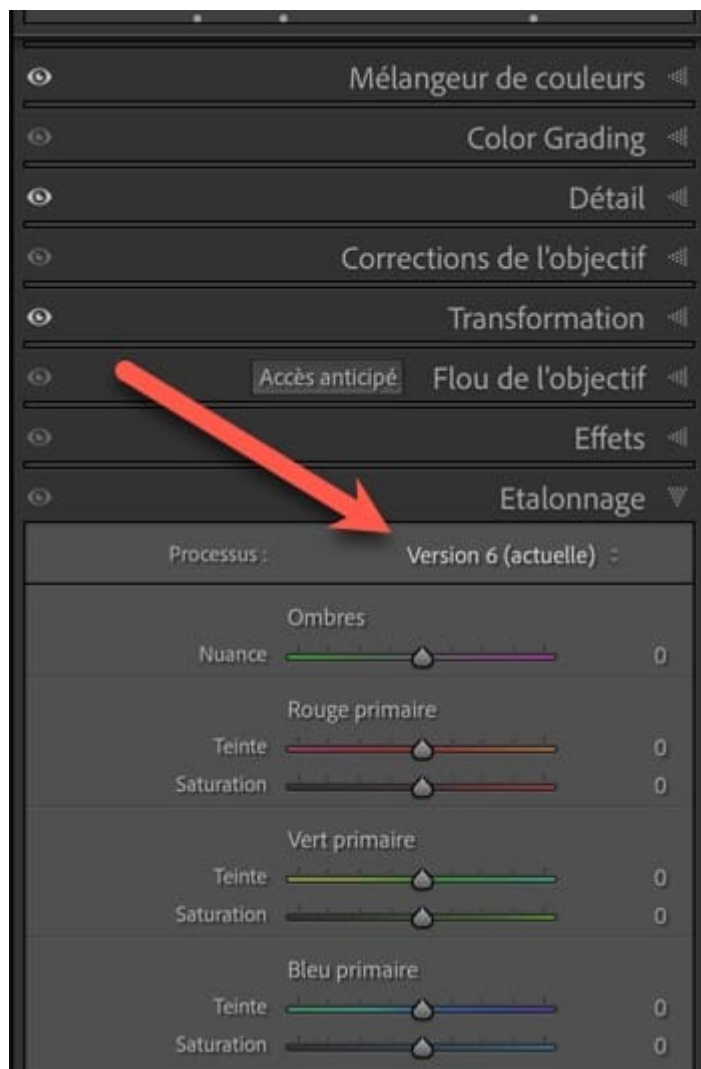 Mélangeur de couleurs
Color Grading
Détail
Corrections de l'objectif
Transformation
Accès anticipé Flou de l'objectif
Effets
Etalonnage
Processus : Version 6 (actuelle)
Ombres
Nuance 0
Rouge primaire
Teinte 0
Saturation 0
Vert primaire
Teinte 0
Saturation 0
Bleu primaire
Teinte 0
Saturation 0